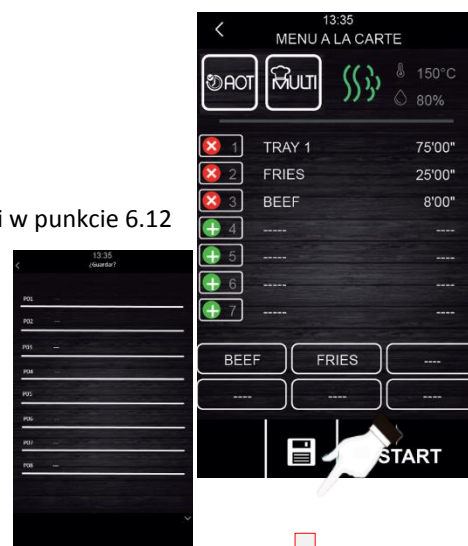 13:35
MENU A LA CARTE
AOT
MULTI
150°C
80%
1 TRAY 1 75'00"
2 FRIES 25'00"
3 BEEF 8'00"
4 ----- ----
5 ----- ----
6 ----- ----
7 ----- ----
BEEF FRIES ----
---- ---- ----
START
i w punkcie 6.12
13:35
¿Guardar?
P01 ---
P02 ---
P03 ---
P04 ---
P05 ---
P06 ---
P07 ---
P08 ---